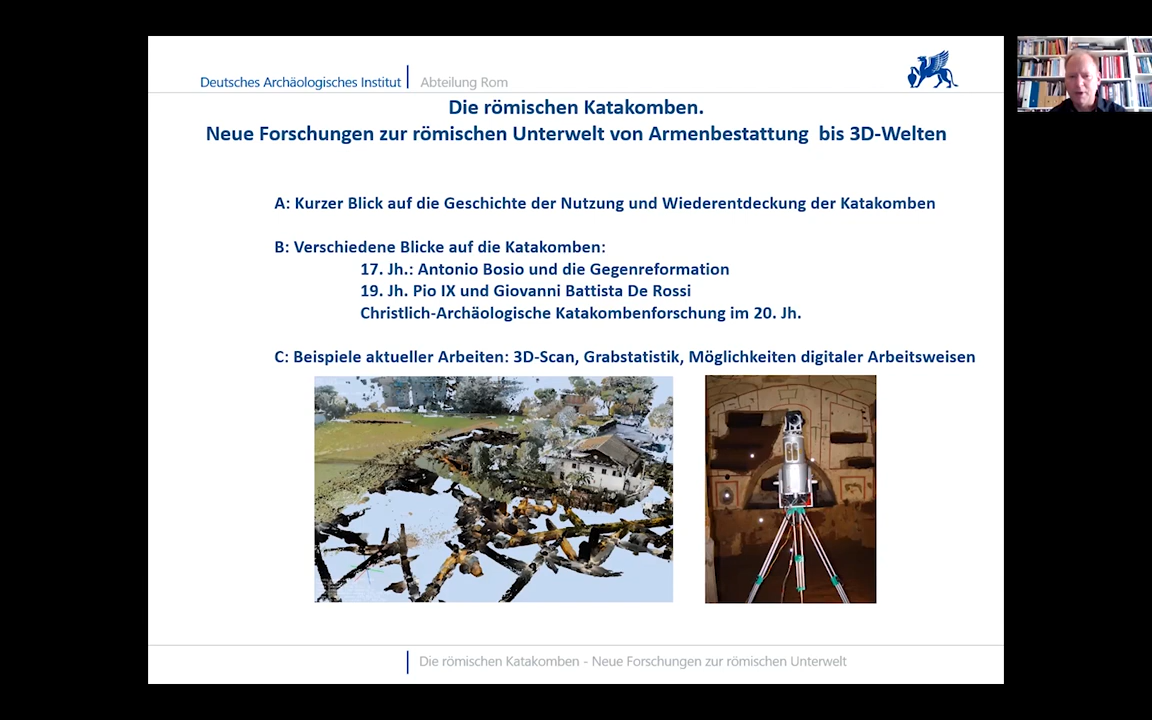 Deutsches Archäologisches Institut | Abteilung Rom
Die römischen Katakomben.
Neue Forschungen zur römischen Unterwelt von Armenbestattung bis 3D-Welten
A: Kurzer Blick auf die Geschichte der Nutzung und Wiederentdeckung der Katakomben
B: Verschiedene Blicke auf die Katakomben:
17. Jh.: Antonio Bosio und die Gegenreformation
19. Jh. Pio IX und Giovanni Battista De Rossi
Christlich-Archäologische Katakombenforschung im 20. Jh.
C: Beispiele aktueller Arbeiten: 3D-Scan, Grabstatistik, Möglichkeiten digitaler Arbeitsweisen
Die römischen Katakomben - Neue Forschungen zur römischen Unterwelt